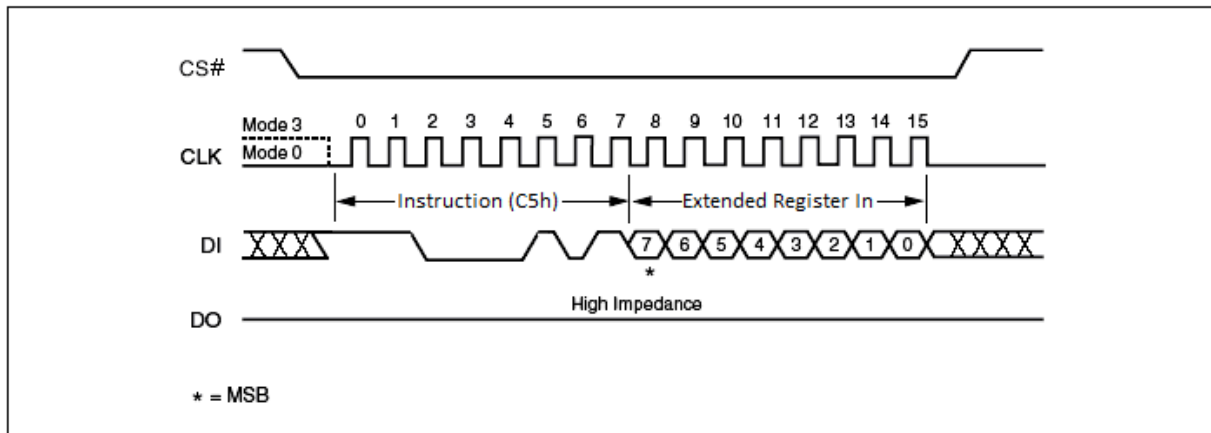 CS#
Mode 3
0 1 2 3 4 5 6 7 8 9 10 11 12 13 14 15
CLK
Mode 0
Instruction (C5h)
Extended Register In
DI
7 6 5 4 3 2 1 0
*
High Impedance
DO
* = MSB